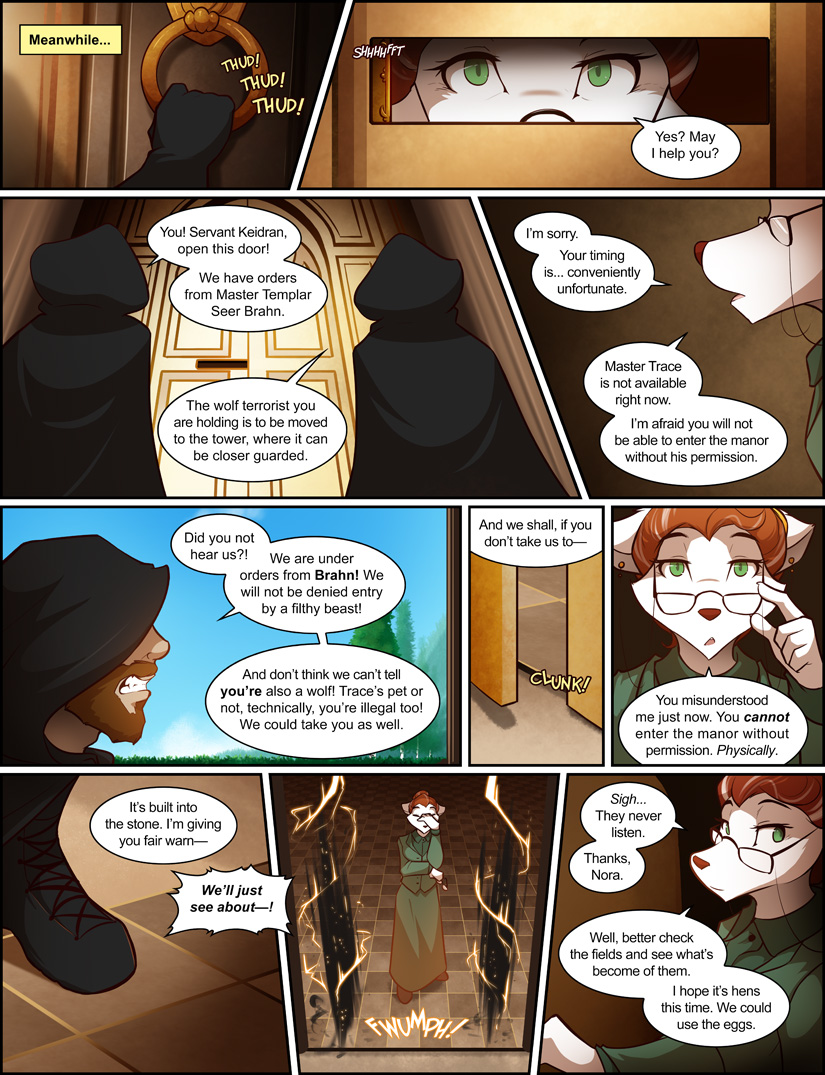 Meanwhile...
THUD!
THUD!
THUD!
SHHHHFFT
Yes? May
I help you?
You! Servant Keidran,
open this door!
We have orders
from Master Templar
Seer Brahn.
The wolf terrorist you
are holding is to be moved
to the tower, where it can
be closer guarded.
I'm sorry.
Your timing
is... conveniently
unfortunate.
Master Trace
is not available
right now.
I'm afraid you will not
be able to enter the manor
without his permission.
Did you not
hear us?!
We are under
orders from Brahn! We
will not be denied entry
by a filthy beast!
And don't think we can't tell
you're also a wolf! Trace's pet or
not, technically, you're illegal too!
We could take you as well.
And we shall, if you
don't take us to—
CLUNK!
You misunderstood
me just now. You cannot
enter the manor without
permission. Physically.
It's built into
the stone. I'm giving
you fair warn—
We'll just
see about—!
FWUMPH!
Sigh...
They never
listen.
Thanks,
Nora.
Well, better check
the fields and see what's
become of them.
I hope it's hens
this time. We could
use the eggs.